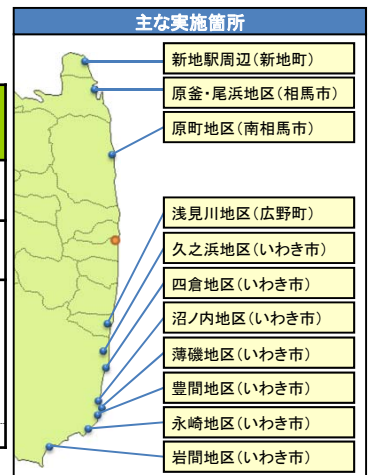 主な実施箇所
新地駅周辺(新地町)
原釜・尾浜地区(相馬市)
原町地区(南相馬市)
浅見川地区(広野町)
久之浜地区(いわき市)
四倉地区(いわき市)
沼ノ内地区(いわき市)
薄磯地区(いわき市)
豊間地区(いわき市)
永崎地区(いわき市)
岩間地区(いわき市)